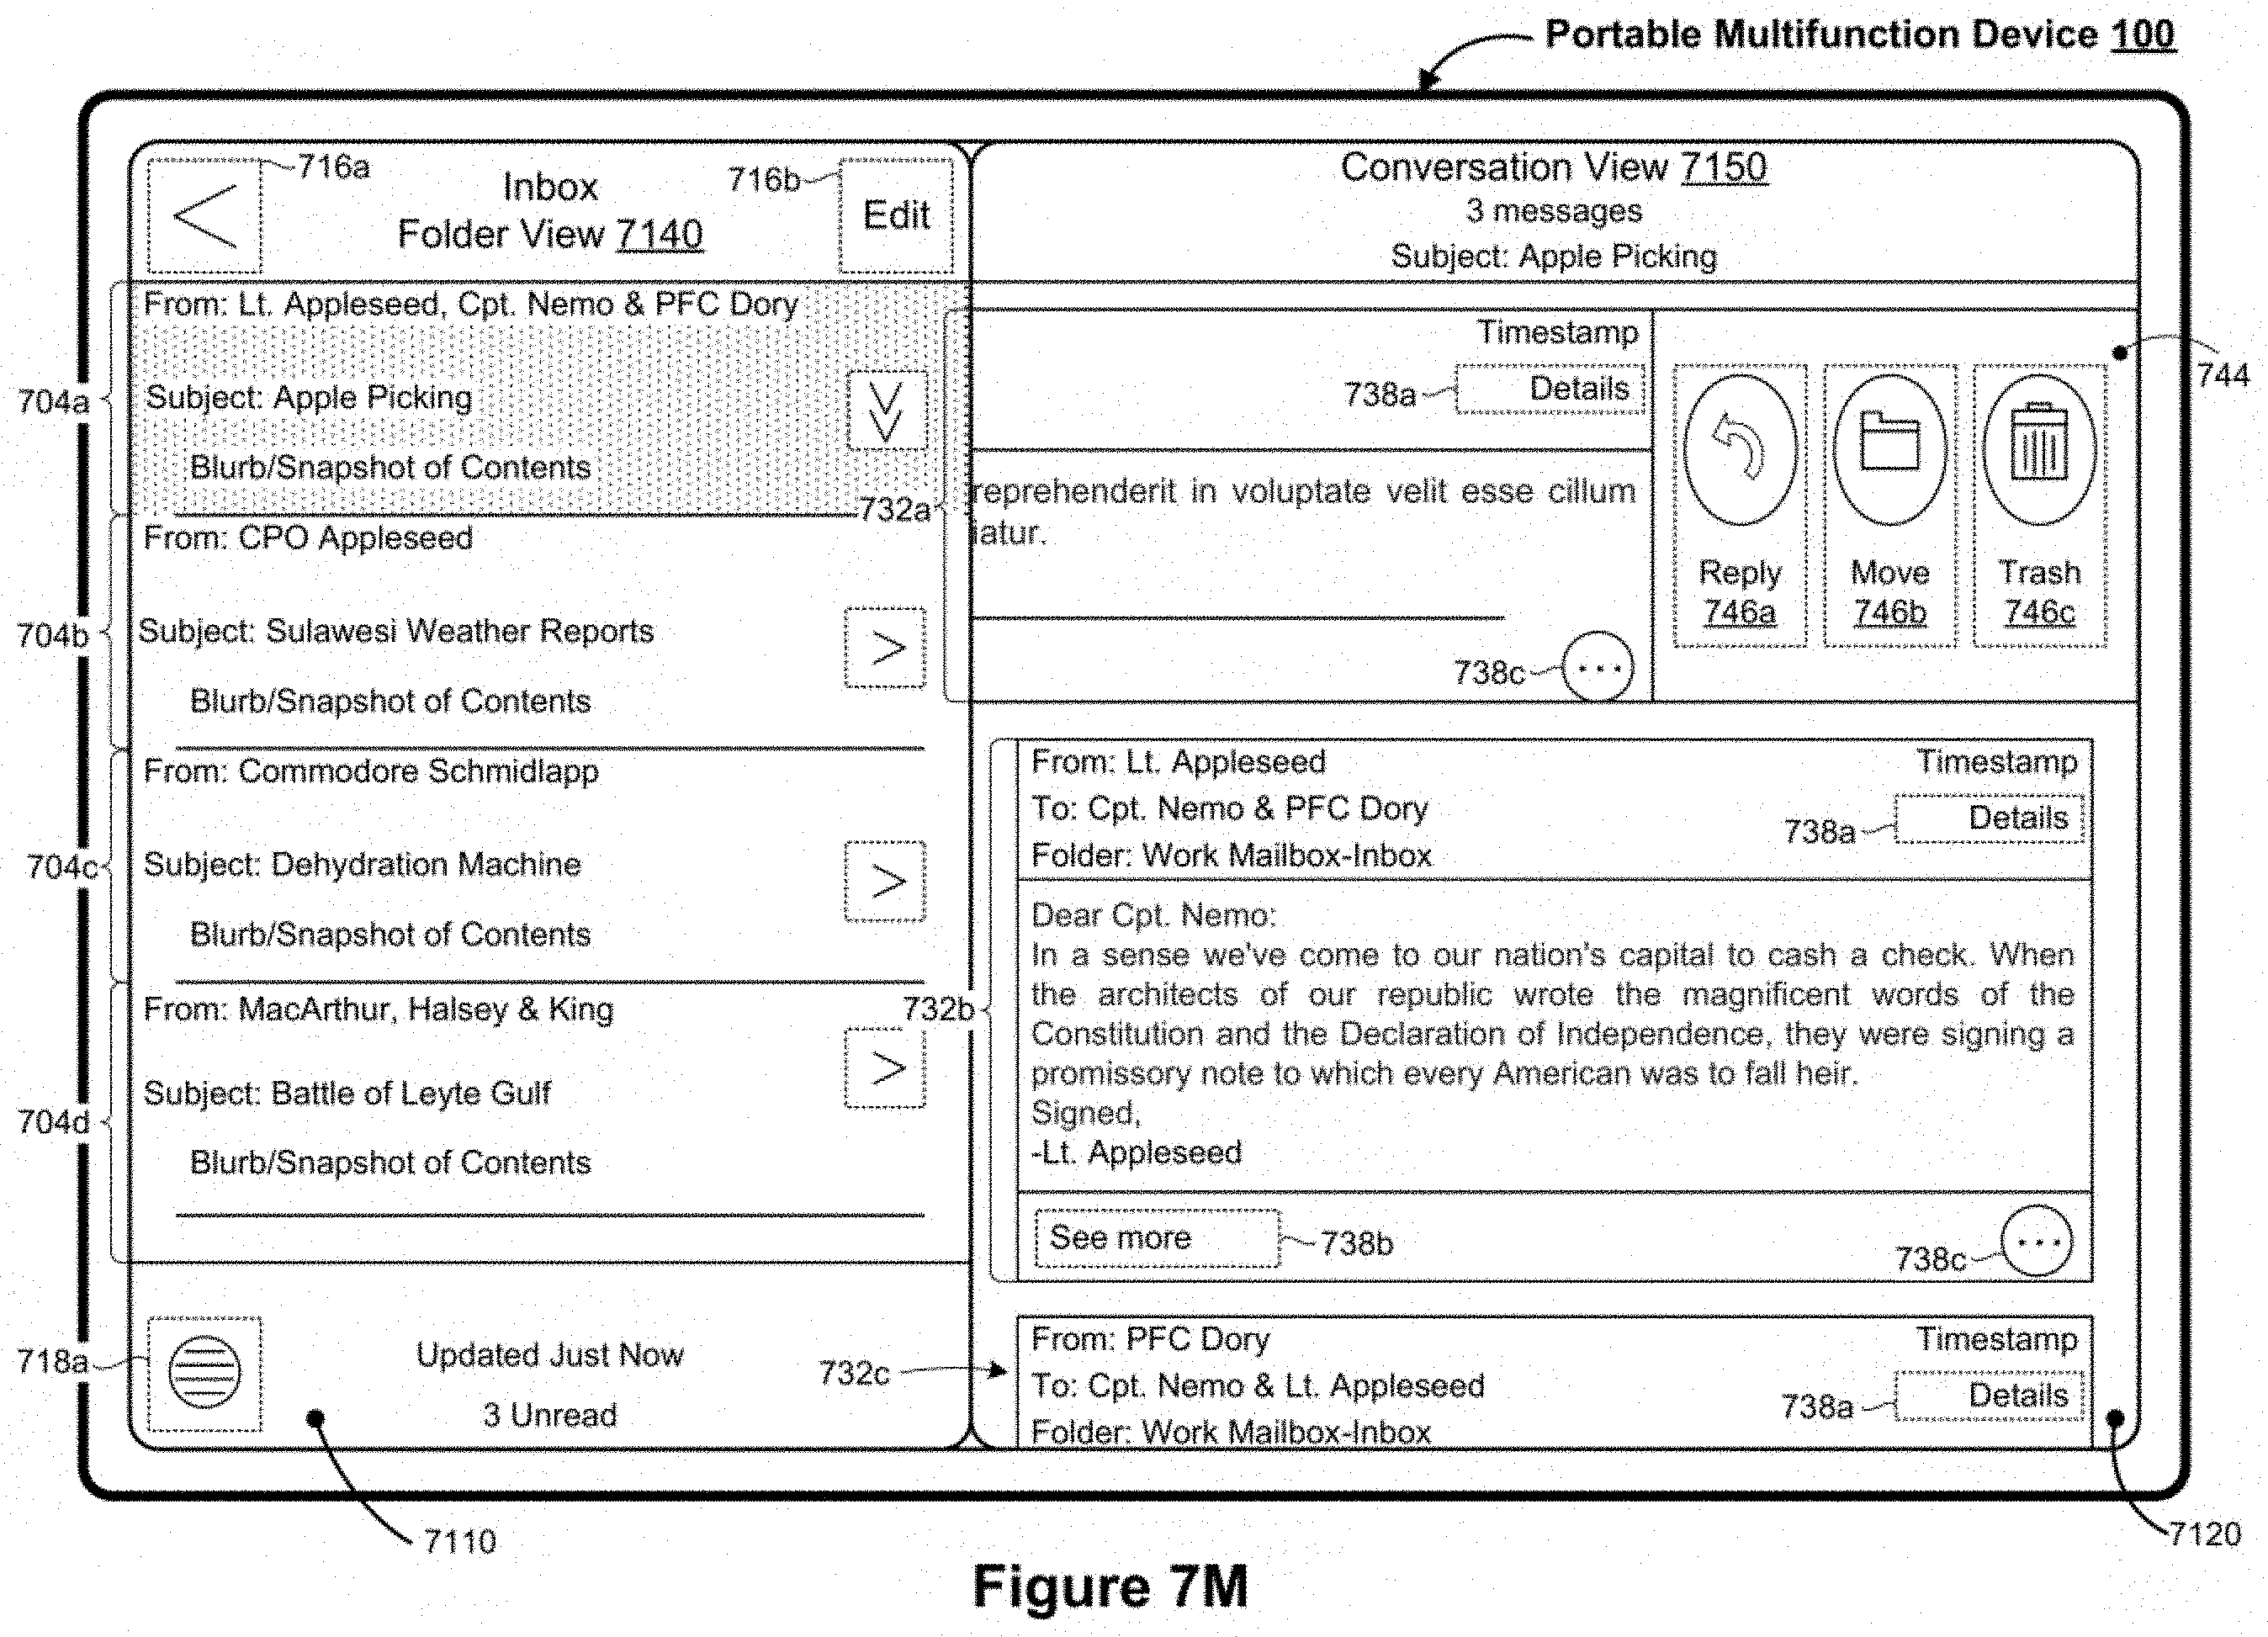 Portable Multifunction Device 100
716a
Inbox
Folder View 7140
716b
Edit
704a
From: Lt. Appleseed, Cpt. Nemo & PFC Dory
Subject: Apple Picking
Blurb/Snapshot of Contents
704b
From: CPO Appleseed
Subject: Sulawesi Weather Reports
Blurb/Snapshot of Contents
704c
From: Commodore Schmidlapp
Subject: Dehydration Machine
Blurb/Snapshot of Contents
704d
From: MacArthur, Halsey & King
Subject: Battle of Leyte Gulf
Blurb/Snapshot of Contents
718a
Updated Just Now
3 Unread
7110
Conversation View 7150
3 messages
Subject: Apple Picking
732a
Timestamp
738a
Details
reprehenderit in voluptate velit esse cillum
iatur.
738c
744
Reply
746a
Move
746b
Trash
746c
732b
From: Lt. Appleseed
Timestamp
To: Cpt. Nemo & PFC Dory
738a
Details
Folder: Work Mailbox-Inbox
Dear Cpt. Nemo:
In a sense we've come to our nation's capital to cash a check. When
the architects of our republic wrote the magnificent words of the
Constitution and the Declaration of Independence, they were signing a
promissory note to which every American was to fall heir.
Signed,
-Lt. Appleseed
See more
738b
738c
732c
From: PFC Dory
Timestamp
To: Cpt. Nemo & Lt. Appleseed
738a
Details
Folder: Work Mailbox-Inbox
7120
Figure 7M